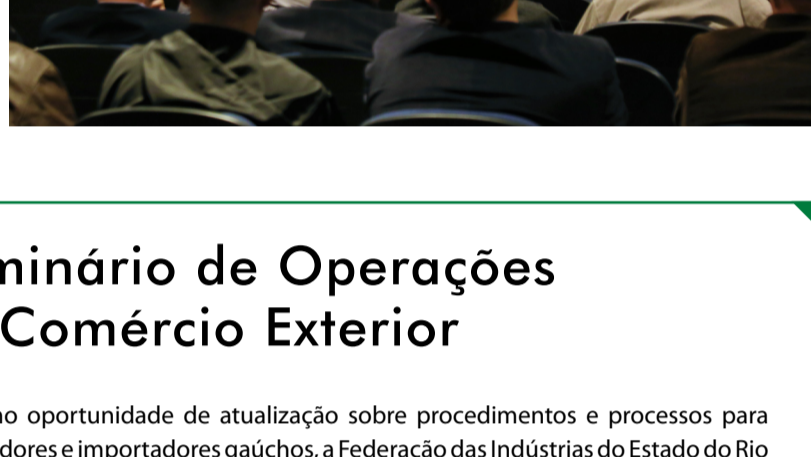 minário de Operações
Comércio Exterior
no oportunidade de atualização sobre procedimentos e processos para
dores e importadores gaúchos, a Federação das Indústrias do Estado do Rio